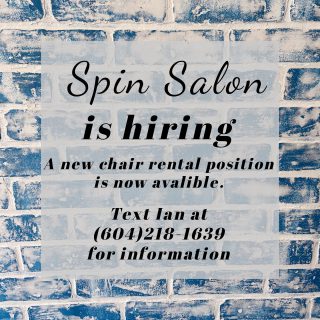 Spin Salon
is hiring
A new chair rental position
is now avalible.
Text Ian at
(604)218-1639
for information